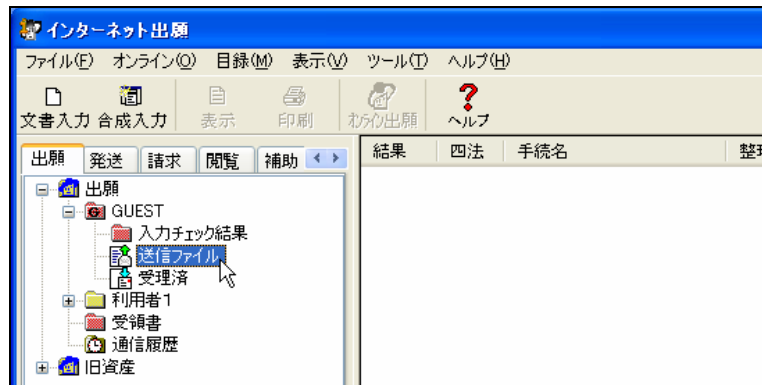 インターネット出願
ファイル(F) オンライン(O) 目録(M) 表示(V) ツール(T) ヘルプ(H)
文書入力 合成入力 表示 印刷 オンライン出願 ヘルプ
出願 発送 請求 閲覧 補助 結果 四法 手続名 整理
出願
GUEST
入力チェック結果
送信ファイル
受理済
利用者1
受領書
通信履歴
旧資産